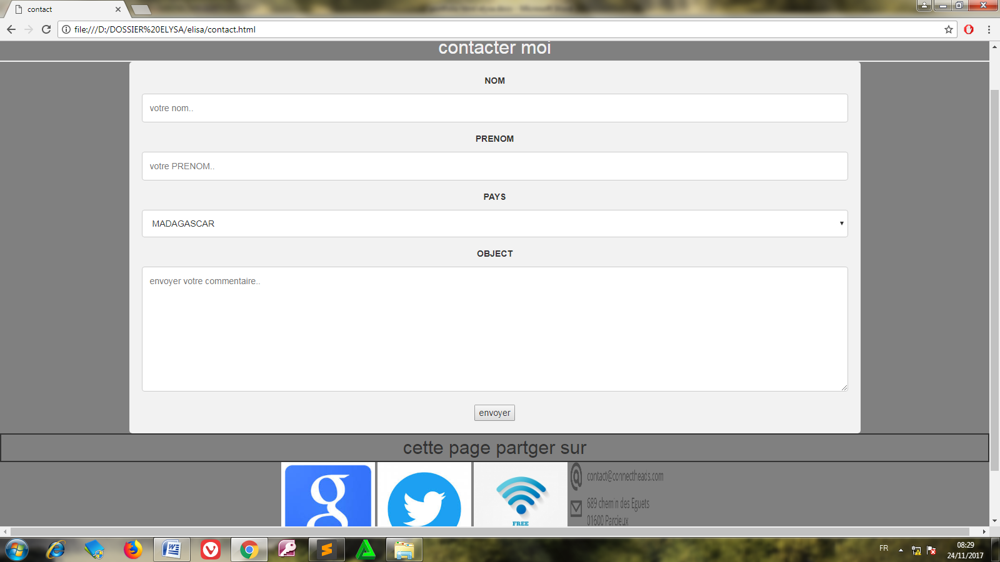 contact
file:///D:/DOSSIER%20ELYSA/elisa/contact.html
contacter moi
NOM
votre nom..
PRENOM
votre PRENOM..
PAYS
MADAGASCAR
OBJECT
envoyer votre commentaire..
envoyer
cette page partger sur
g
FREE
contact@connectheads.com
689 chemin des Eguets
01600 Parcieux
FR
08:29
24/11/2017